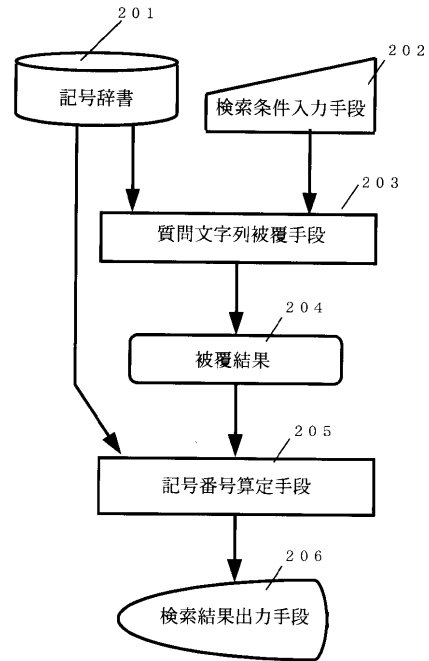 201
記号辞書
202
検索条件入力手段
203
質問文字列被覆手段
204
被覆結果
205
記号番号算定手段
206
検索結果出力手段